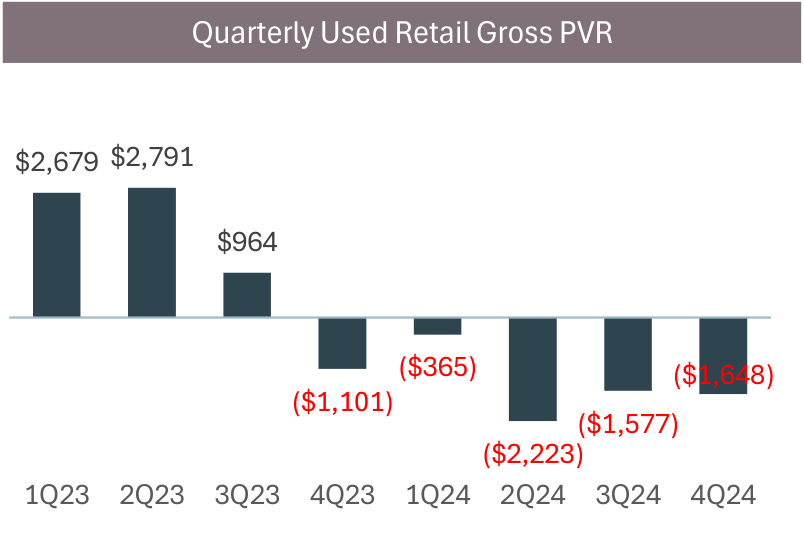 Quarterly Used Retail Gross PVR
$2,679 $2,791
$964
($1,101) ($365) ($2,223) ($1,577) ($1,648)
1Q23 2Q23 3Q23 4Q23 1Q24 2Q24 3Q24 4Q24